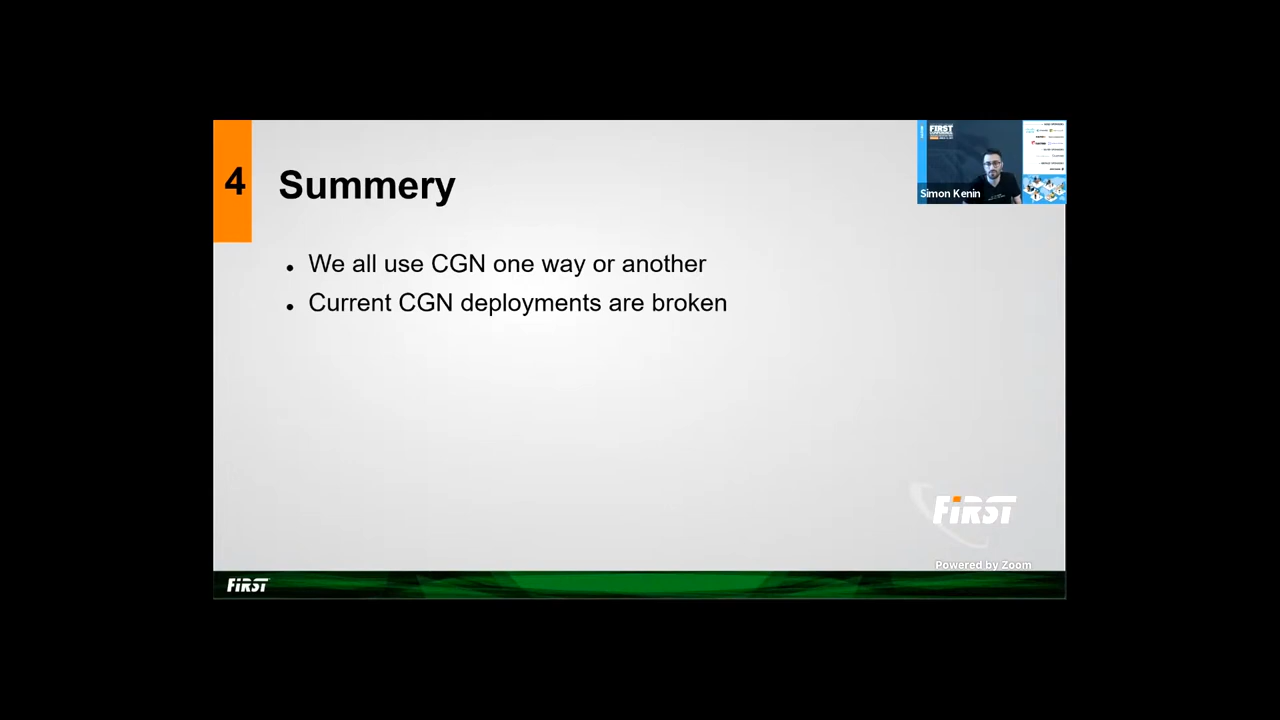 4
Summery
We all use CGN one way or another
Current CGN deployments are broken
FIRST
Simon Kenin
FiRST
Powered by Zoom
FiRST